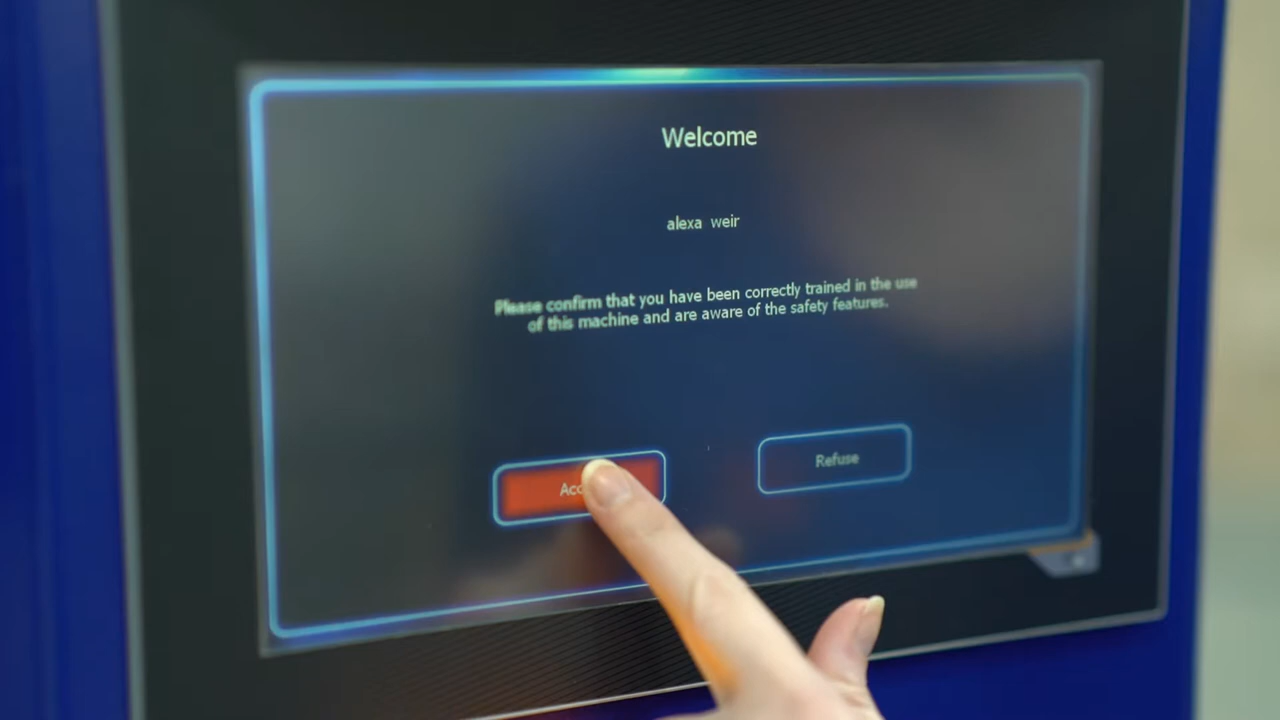 Welcome
alexa weir
Please confirm that you have been correctly trained in the use
of this machine and are aware of the safety features.
Refuse